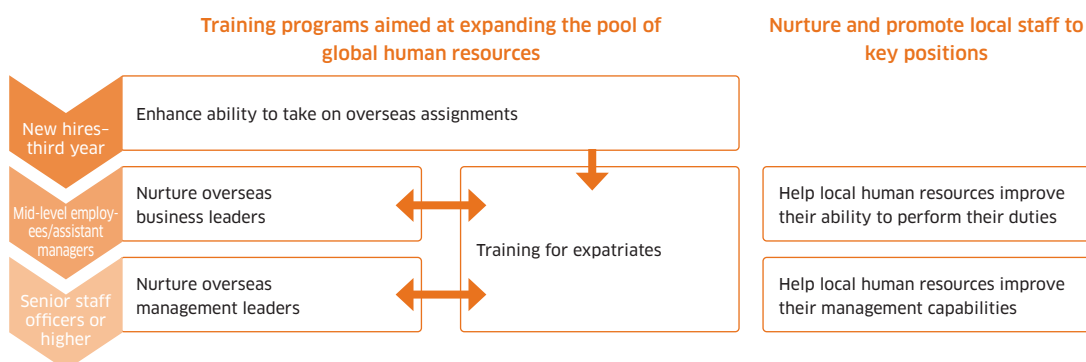 Training programs aimed at expanding the pool of
global human resources
Nurture and promote local staff to
key positions
New hires–
third year
Enhance ability to take on overseas assignments
Mid-level employ-
ees/assistant
managers
Nurture overseas
business leaders
Training for expatriates
Help local human resources improve
their ability to perform their duties
Senior staff
officers or
higher
Nurture overseas
management leaders
Help local human resources improve
their management capabilities